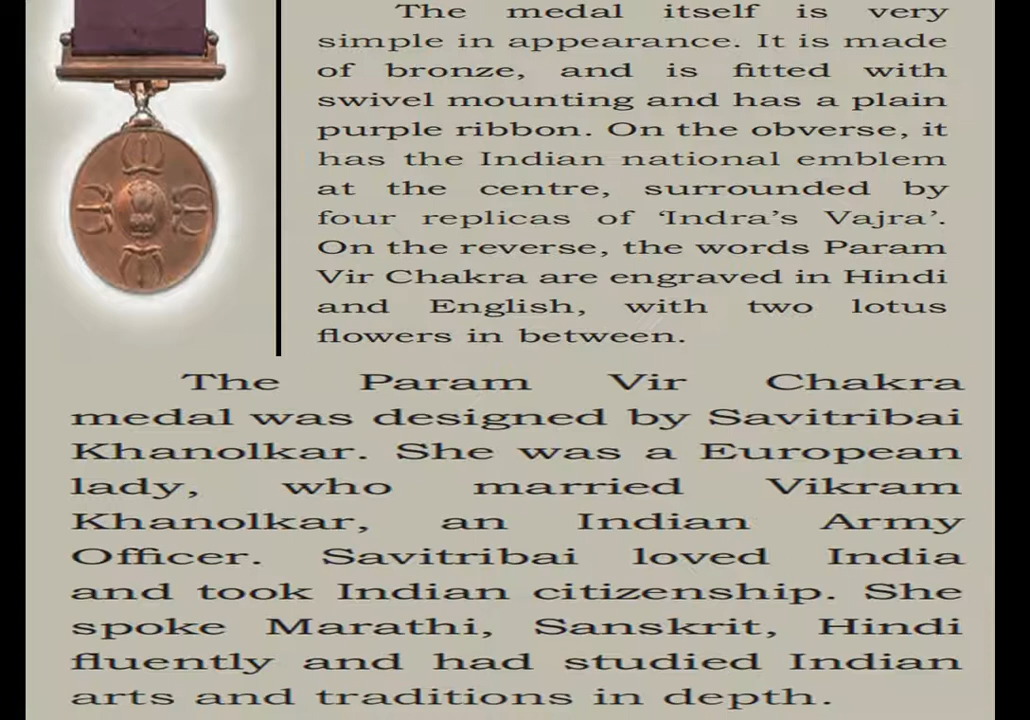 The medal itself is very
simple in appearance. It is made
of bronze, and is fitted with
swivel mounting and has a plain
purple ribbon. On the obverse, it
has the Indian national emblem
at the centre, surrounded by
four replicas of ‘Indra’s Vajra’.
On the reverse, the words Param
Vir Chakra are engraved in Hindi
and English, with two lotus
flowers in between.
The Param Vir Chakra
medal was designed by Savitribai
Khanolkar. She was a European
lady, who married Vikram
Khanolkar, an Indian Army
Officer. Savitribai loved India
and took Indian citizenship. She
spoke Marathi, Sanskrit, Hindi
fluently and had studied Indian
arts and traditions in depth.